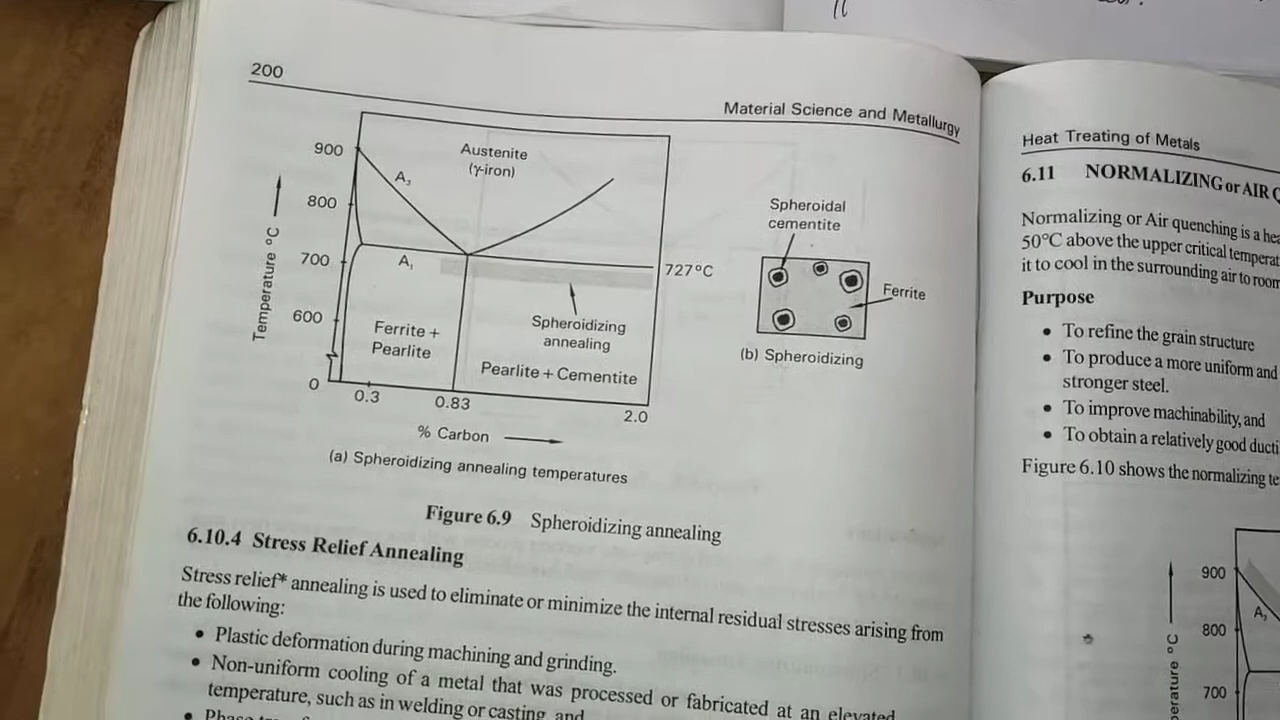 200
Material Science and Metallurgy
900
800
700
600
0
Temperature °C
Austenite
(γ-iron)
A₃
A₁
727°C
Spheroidizing
annealing
Ferrite +
Pearlite
Pearlite + Cementite
0.3
0.83
2.0
% Carbon
(a) Spheroidizing annealing temperatures
Spheroidal
cementite
Ferrite
(b) Spheroidizing
Figure 6.9 Spheroidizing annealing
6.10.4 Stress Relief Annealing
Stress relief* annealing is used to eliminate or minimize the internal residual stresses arising from
the following:
• Plastic deformation during machining and grinding.
• Non-uniform cooling of a metal that was processed or fabricated at an elevated
temperature, such as in welding or casting, and
Heat Treating of Metals
6.11 NORMALIZING or AIR
Normalizing or Air quenching is a
50°C above the upper critical
it to cool in the surrounding air to
Purpose
• To refine the grain structure
• To produce a more uniform and
stronger steel.
• To improve machinability, and
• To obtain a relatively good
Figure 6.10 shows the normalizing
900
800
700
°C